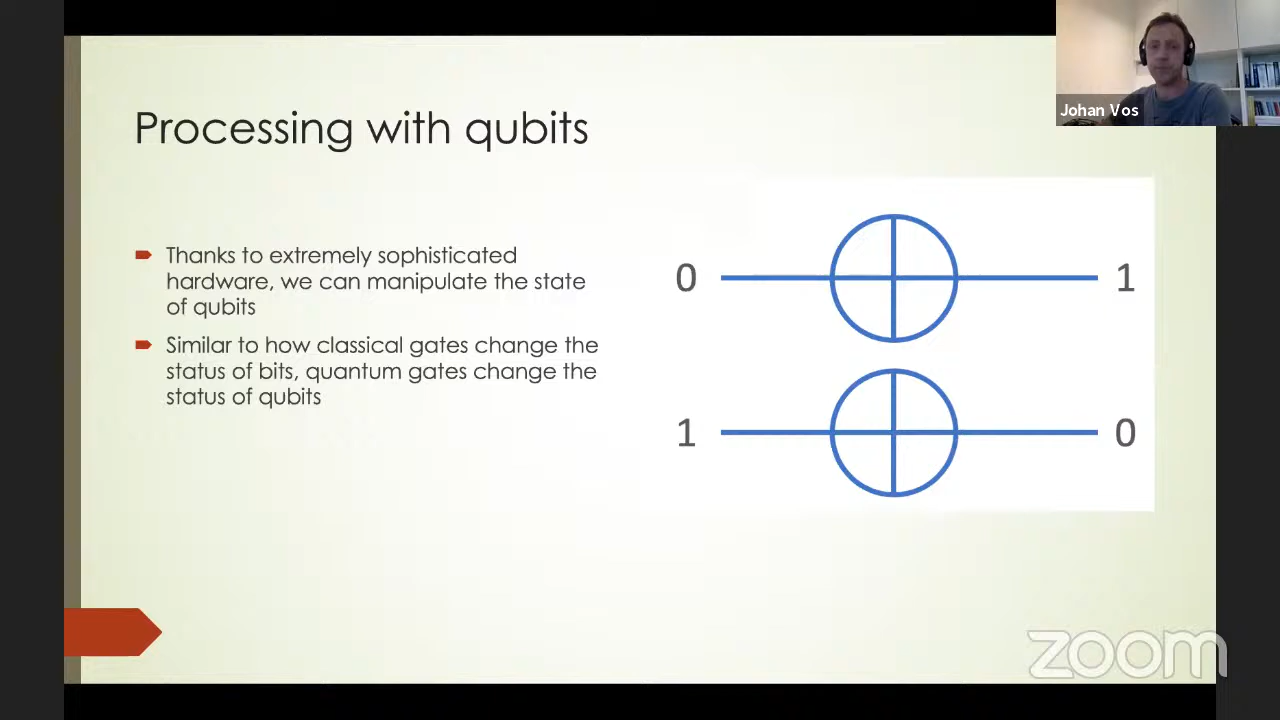 Johan Vos
Processing with qubits
Thanks to extremely sophisticated
hardware, we can manipulate the state
of qubits
Similar to how classical gates change the
status of bits, quantum gates change the
status of qubits
0 1
1 0
zoom